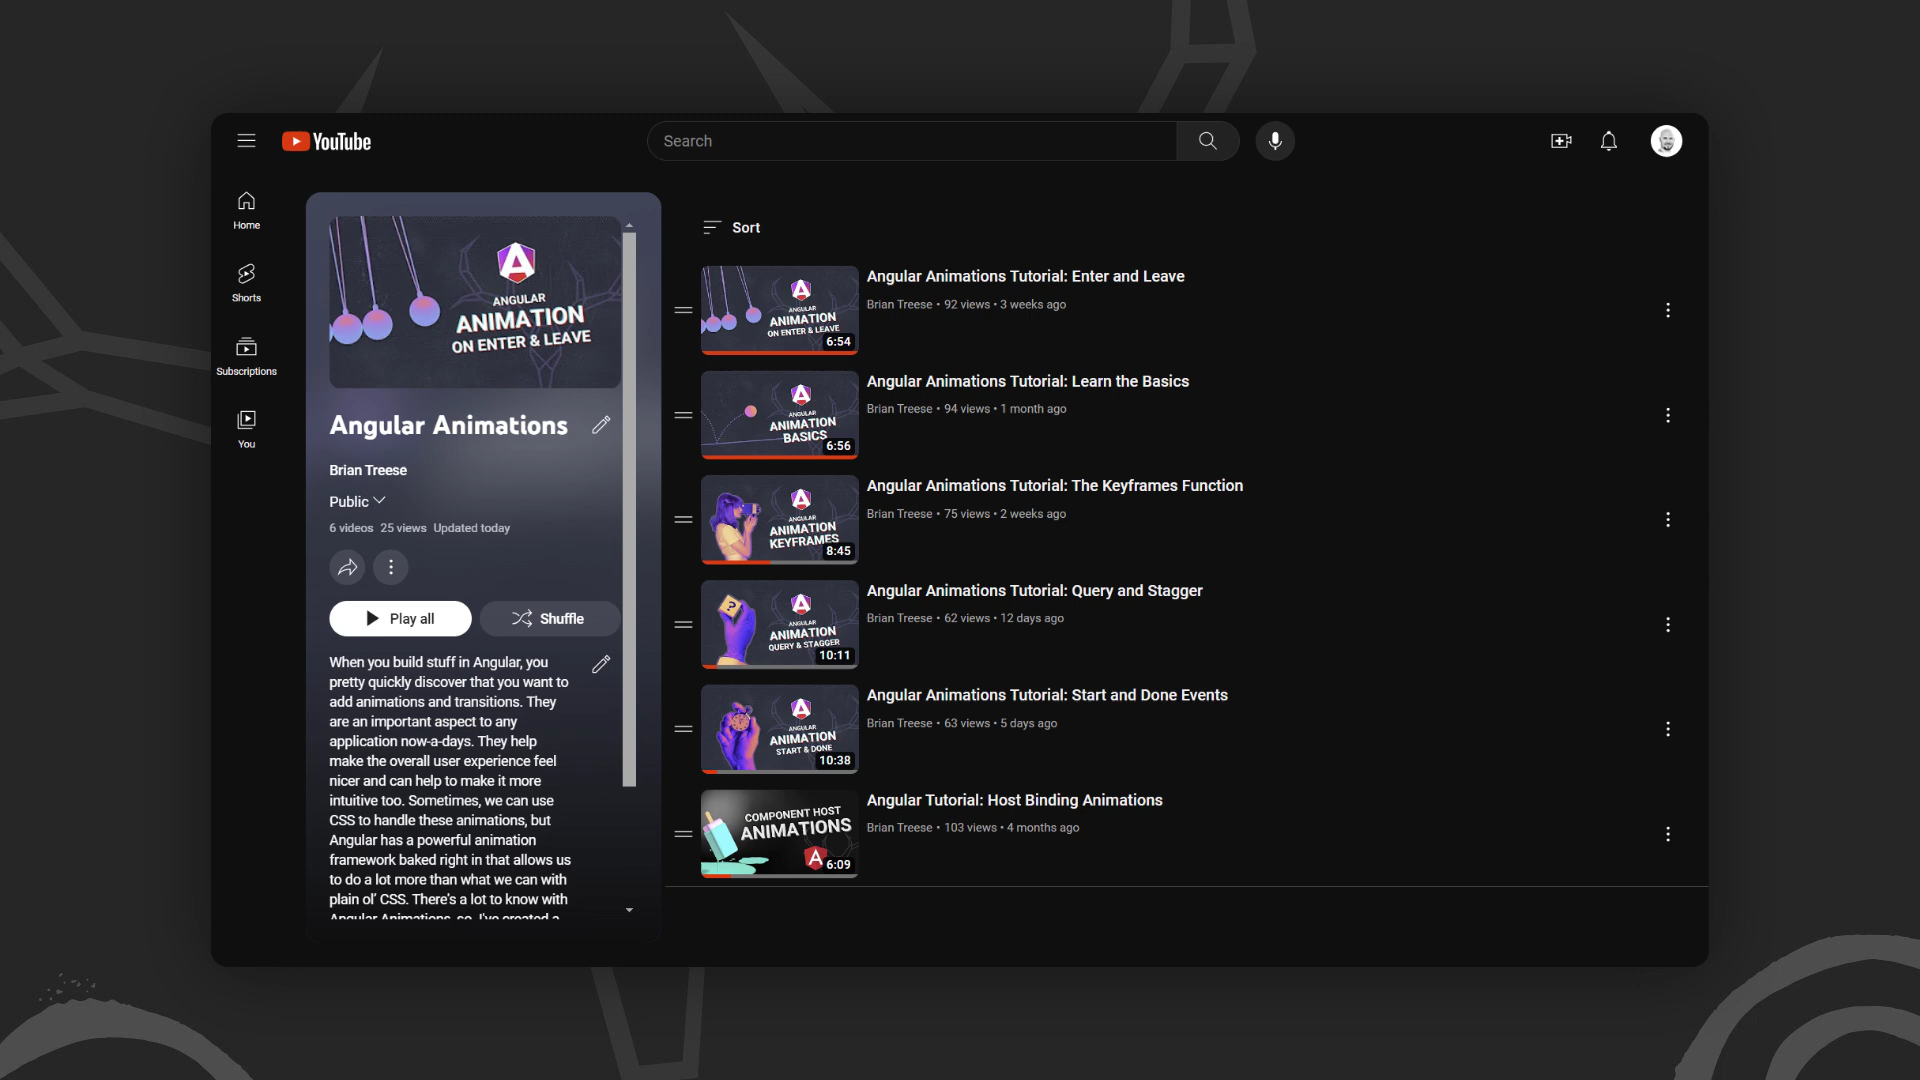 YouTube
Search
Home
Shorts
Subscriptions
You
ANGULAR
ANIMATION
ON ENTER & LEAVE
Angular Animations
Brian Treese
Public
6 videos 25 views Updated today
Play all
Shuffle
When you build stuff in Angular, you
pretty quickly discover that you want to
add animations and transitions. They
are an important aspect to any
application now-a-days. They help
make the overall user experience feel
nicer and can help to make it more
intuitive too. Sometimes, we can use
CSS to handle these animations, but
Angular has a powerful animation
framework baked right in that allows us
to do a lot more than what we can with
plain ol' CSS. There's a lot to know with
Angular Animations, so, I've created a
Sort
ANGULAR
ANIMATION
ON ENTER & LEAVE
6:54
Angular Animations Tutorial: Enter and Leave
Brian Treese • 92 views • 3 weeks ago
ANGULAR
ANIMATION
BASICS
6:56
Angular Animations Tutorial: Learn the Basics
Brian Treese • 94 views • 1 month ago
ANGULAR
ANIMATION
KEYFRAMES
8:45
Angular Animations Tutorial: The Keyframes Function
Brian Treese • 75 views • 2 weeks ago
?
ANGULAR
ANIMATION
QUERY & STAGGER
10:11
Angular Animations Tutorial: Query and Stagger
Brian Treese • 62 views • 12 days ago
ANGULAR
ANIMATION
START & DONE
10:38
Angular Animations Tutorial: Start and Done Events
Brian Treese • 63 views • 5 days ago
COMPONENT HOST
ANIMATIONS
6:09
Angular Tutorial: Host Binding Animations
Brian Treese • 103 views • 4 months ago